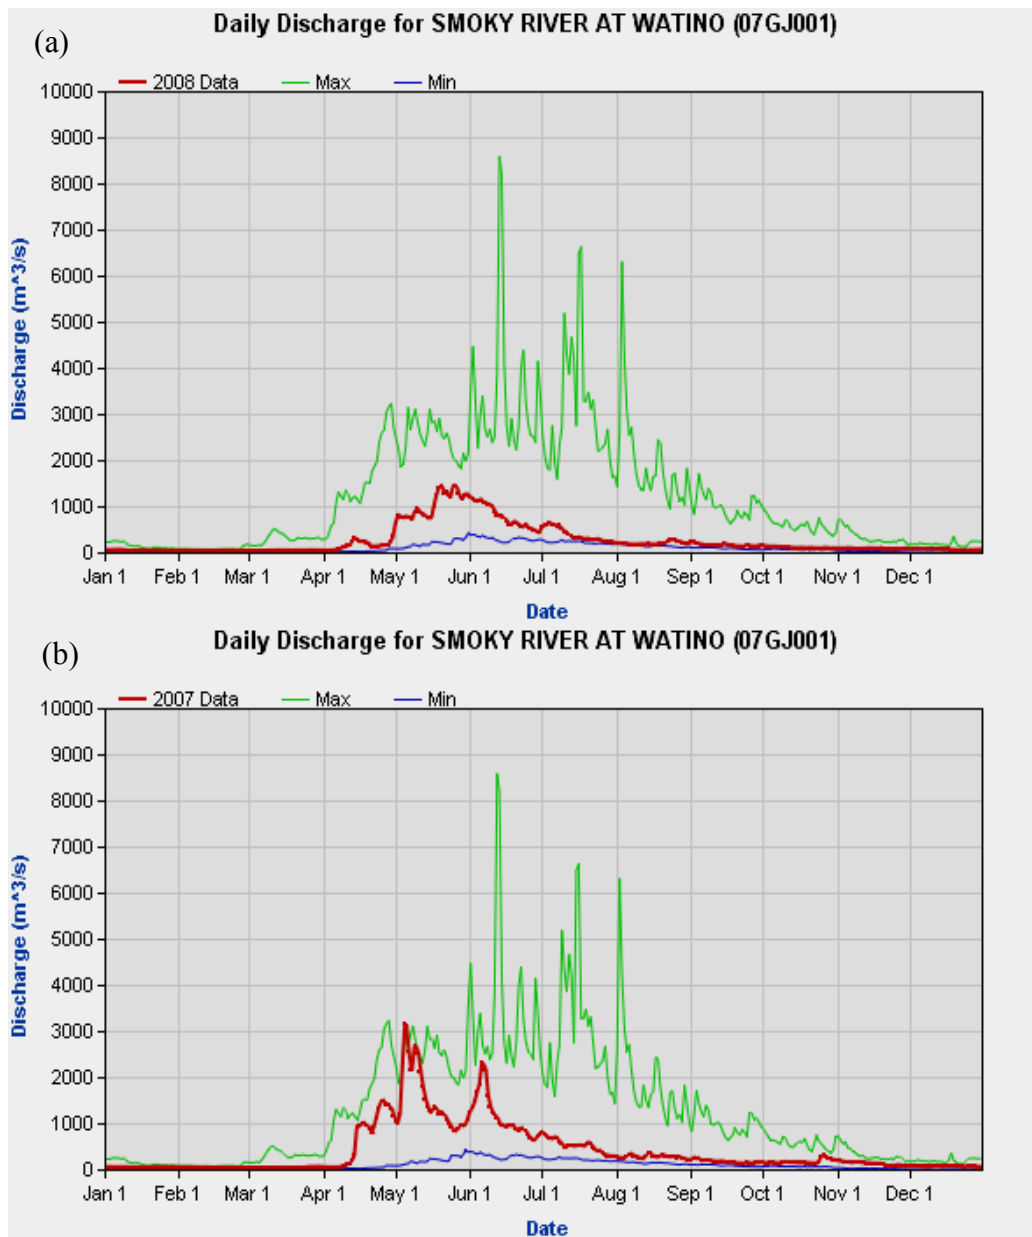 Daily Discharge for SMOKY RIVER AT WATINO (07GJ001)
(a)
2008 Data Max Min
10000
9000
8000
7000
6000
5000
4000
3000
2000
1000
0
Discharge (m^3/s)
Jan 1 Feb 1 Mar 1 Apr 1 May 1 Jun 1 Jul 1 Aug 1 Sep 1 Oct 1 Nov 1 Dec 1
Date
Daily Discharge for SMOKY RIVER AT WATINO (07GJ001)
(b)
2007 Data Max Min
10000
9000
8000
7000
6000
5000
4000
3000
2000
1000
0
Discharge (m^3/s)
Jan 1 Feb 1 Mar 1 Apr 1 May 1 Jun 1 Jul 1 Aug 1 Sep 1 Oct 1 Nov 1 Dec 1
Date